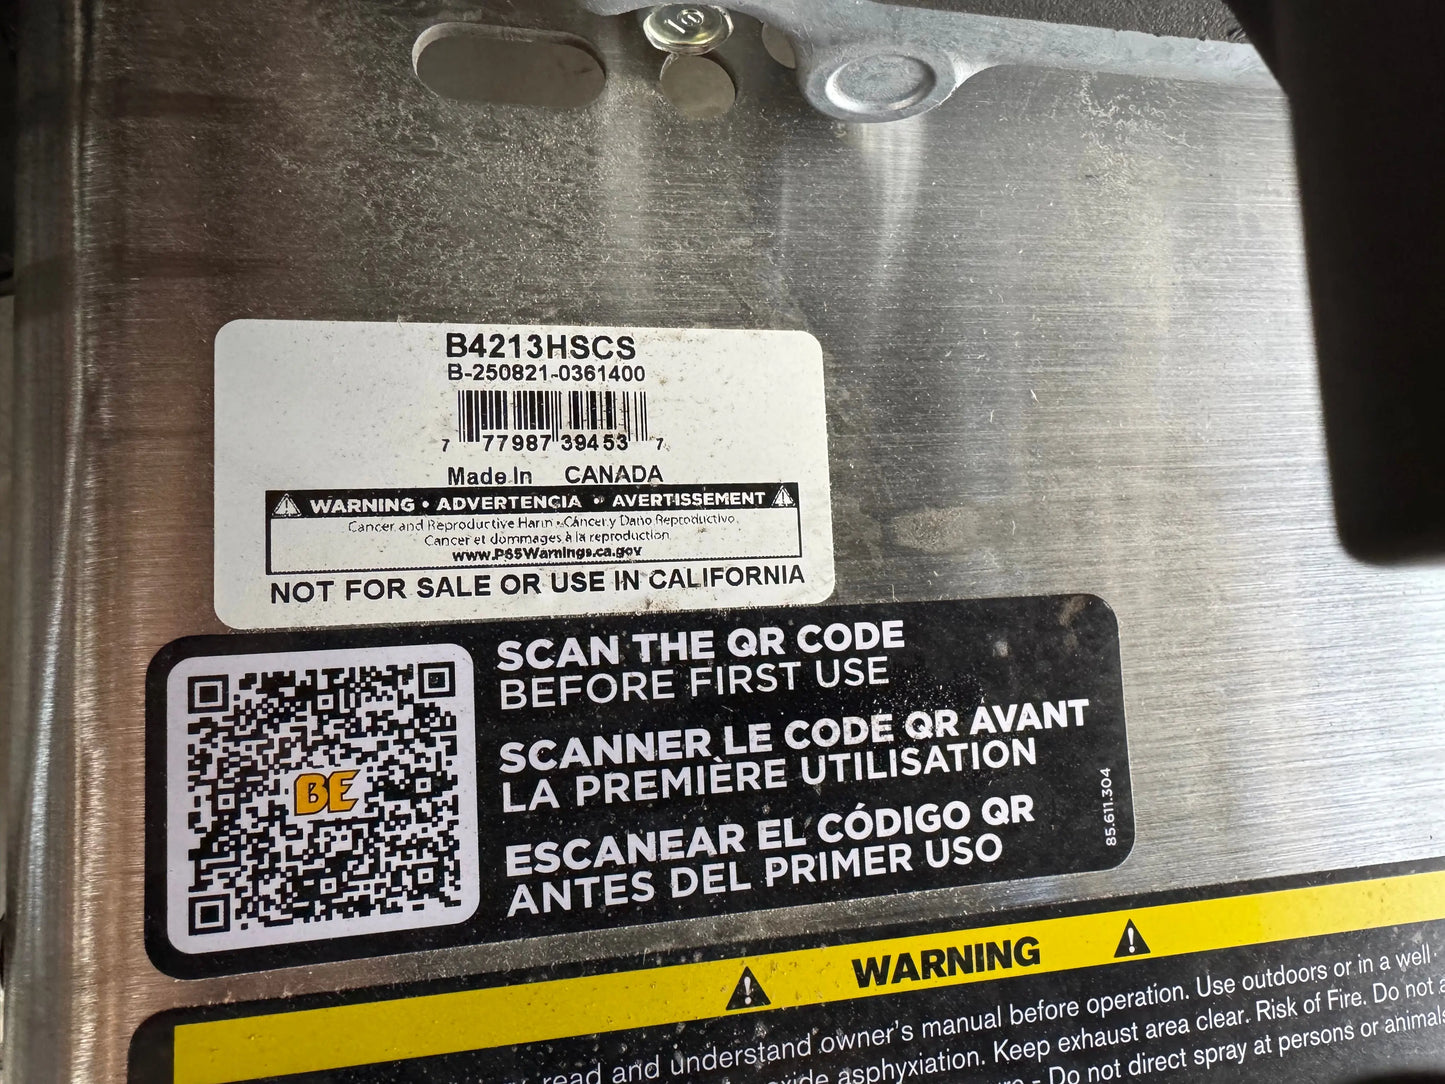 10
B4213HSCS
B-250821-0361400
7 77987 39453 7
Made In CANADA
WARNING • ADVERTENCIA • AVERTISSEMENT
Cancer and Reproductive Harm • Cáncer y Daño Reproductivo
Cancer et dommages à la reproduction
www.P65Warnings.ca.gov
NOT FOR SALE OR USE IN CALIFORNIA
BE
SCAN THE QR CODE
BEFORE FIRST USE
SCANNER LE CODE QR AVANT
LA PREMIÈRE UTILISATION
ESCANEAR EL CÓDIGO QR
ANTES DEL PRIMER USO
85.611.304
WARNING
read and understand owner's manual before operation. Use outdoors or in a well
asphyxiation. Keep exhaust area clear. Risk of Fire. Do not
- Do not direct spray at persons or animals